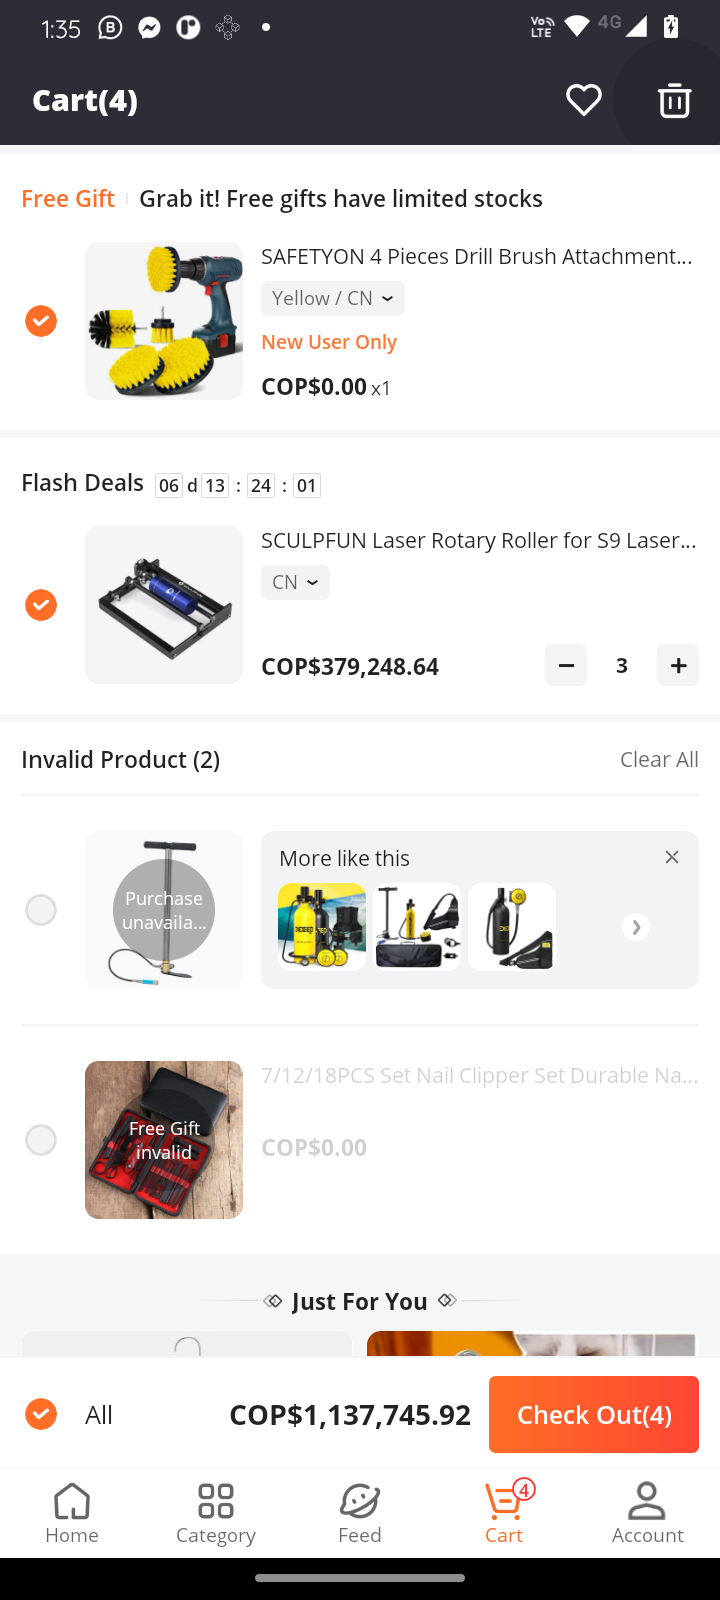 1:35
Vo LTE 4G
Cart(4)
Free Gift Grab it! Free gifts have limited stocks
SAFETYON 4 Pieces Drill Brush Attachment...
Yellow / CN
New User Only
COP$0.00 x1
Flash Deals 06 d 13 : 24 : 01
SCULPFUN Laser Rotary Roller for S9 Laser...
CN
COP$379,248.64
3
Invalid Product (2)
Clear All
Purchase
unavaila...
More like this
7/12/18PCS Set Nail Clipper Set Durable Na...
Free Gift
invalid
COP$0.00
Just For You
All
COP$1,137,745.92
Check Out(4)
4
Home
Category
Feed
Cart
Account